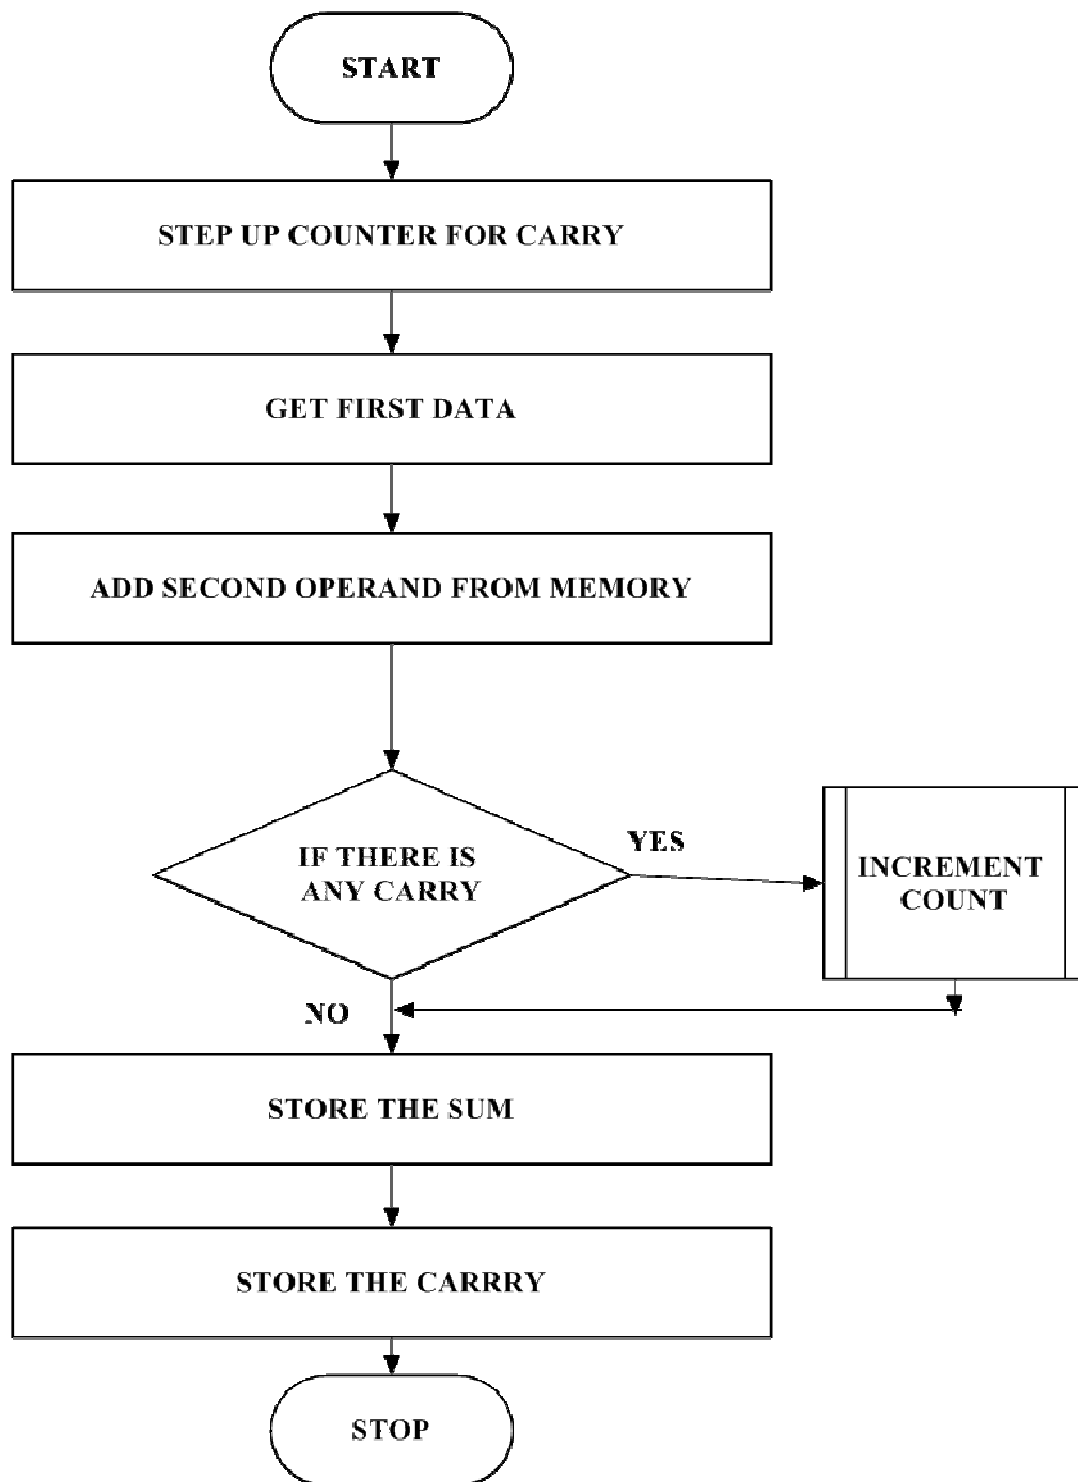 START
STEP UP COUNTER FOR CARRY
GET FIRST DATA
ADD SECOND OPERAND FROM MEMORY
IF THERE IS
ANY CARRY
YES
INCREMENT
COUNT
NO
STORE THE SUM
STORE THE CARRRY
STOP